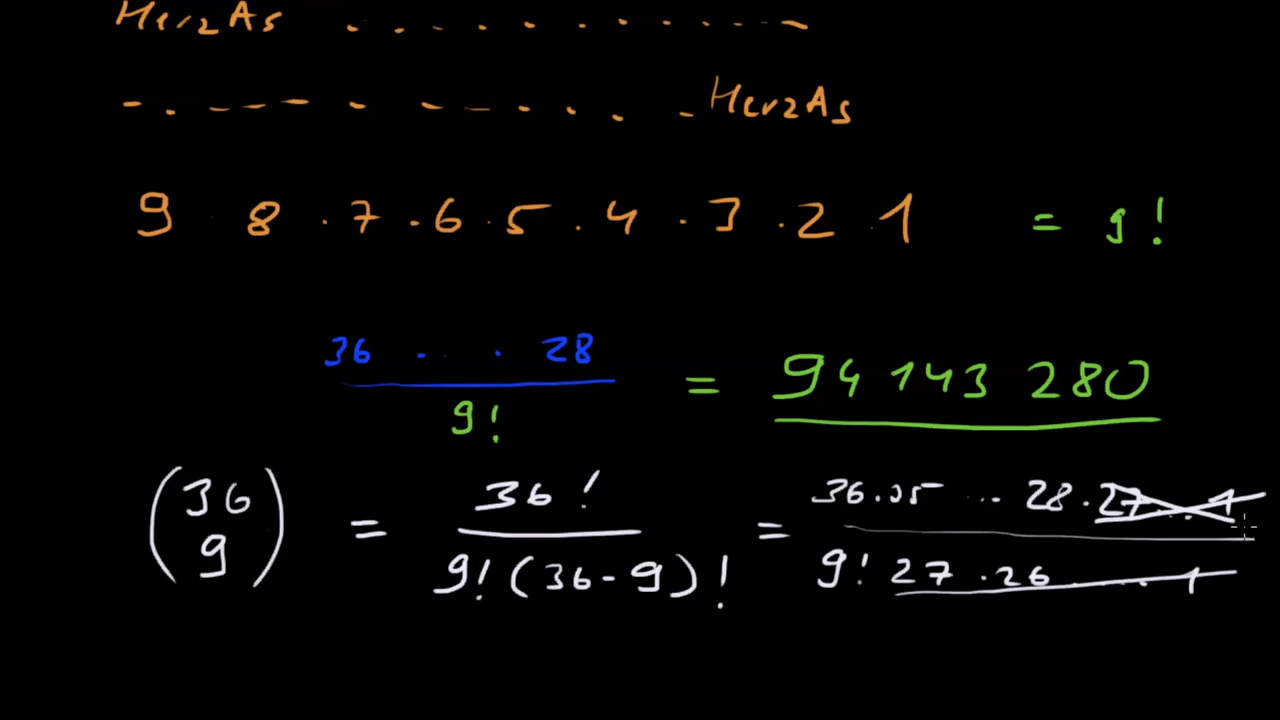 HerzAs . . . . . . . . . . –
– . – – – – – – . . . . – HerzAs
9 · 8 · 7 · 6 · 5 · 4 · 3 · 2 · 1 = 9!
36 . . . 28 / 9! = 94 143 280
(36 9) = 36! / 9! (36 - 9)! = 36.35 ... 28 · 27 ... 1 / 9! 27 . 26 ... 1